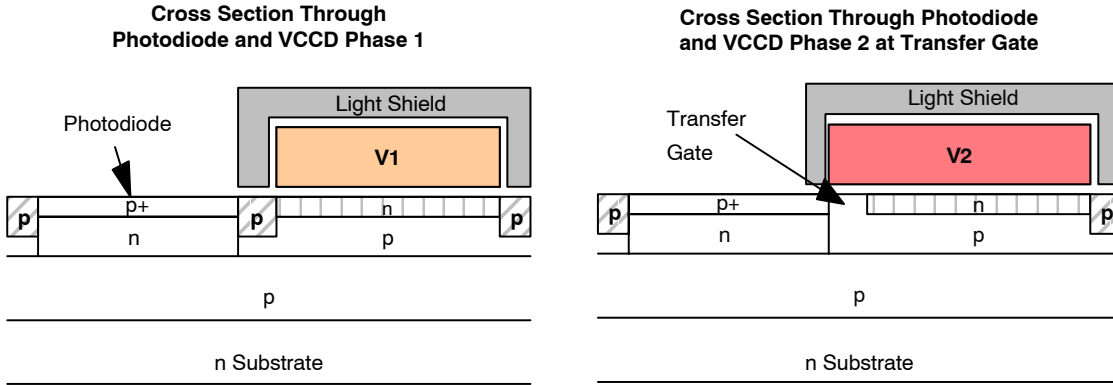 Cross Section Through
Photodiode and VCCD Phase 1
Light Shield
Photodiode
V1
p
p+
p
n
p
n
p
p
n Substrate
Cross Section Through Photodiode
and VCCD Phase 2 at Transfer Gate
Light Shield
Transfer
Gate
V2
p
p+
n
p
n
p
p
n Substrate